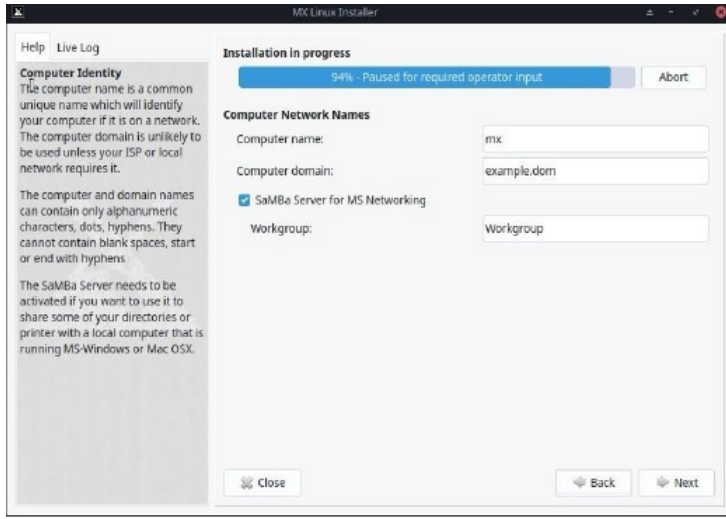 MX Linux Installer
Help
Live Log
Computer Identity
The computer name is a common
unique name which will identify
your computer if it is on a network.
The computer domain is unlikely to
be used unless your ISP or local
network requires it.
The computer and domain names
can contain only alphanumeric
characters, dots, hyphens. They
cannot contain blank spaces, start
or end with hyphens
The SaMBa Server needs to be
activated if you want to use it to
share some of your directories or
printer with a local computer that is
running MS-Windows or Mac OSX.
Installation in progress
94% - Paused for required operator input
Abort
Computer Network Names
Computer name:
mx
Computer domain:
example.dom
SaMBa Server for MS Networking
Workgroup:
Workgroup
Close
Back
Next